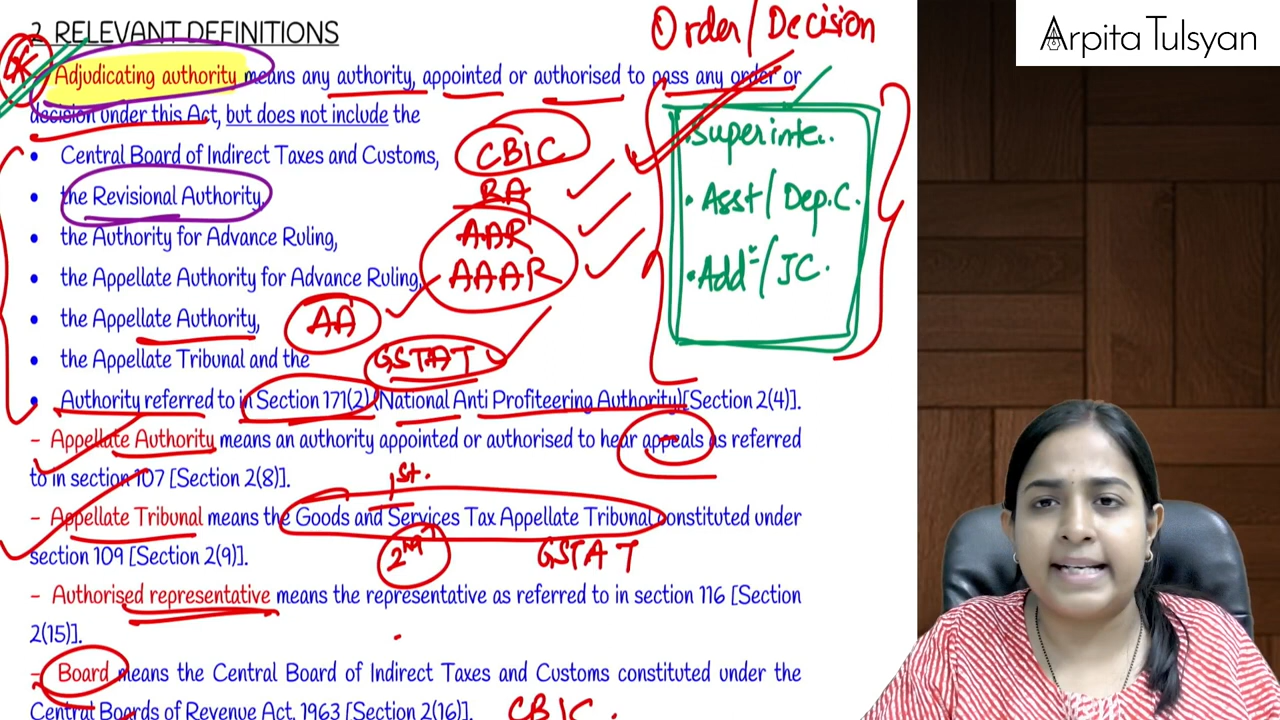 Order/Decision
Arpita Tulsyan
2. RELEVANT DEFINITIONS
- Adjudicating authority means any authority, appointed or authorised to pass any order or
decision under this Act, but does not include the
• Central Board of Indirect Taxes and Customs,
CBIC
• the Revisional Authority,
RA
• the Authority for Advance Ruling,
AAR
• the Appellate Authority for Advance Ruling,
AAAR
• the Appellate Authority,
AA
• the Appellate Tribunal and the
GSTAT
• Authority referred to in Section 171(2) (National Anti Profiteering Authority)[Section 2(4)].
• Superinte..
• Asst/Dep.C.
• Addl/JC.
- Appellate Authority means an authority appointed or authorised to hear appeals as referred
to in section 107 [Section 2(8)].
1st.
- Appellate Tribunal means the Goods and Services Tax Appellate Tribunal constituted under
section 109 [Section 2(9)].
2nd
GSTAT
- Authorised representative means the representative as referred to in section 116 [Section
2(15)].
- Board means the Central Board of Indirect Taxes and Customs constituted under the
Central Boards of Revenue Act, 1963 [Section 2(16)].
CBIC.